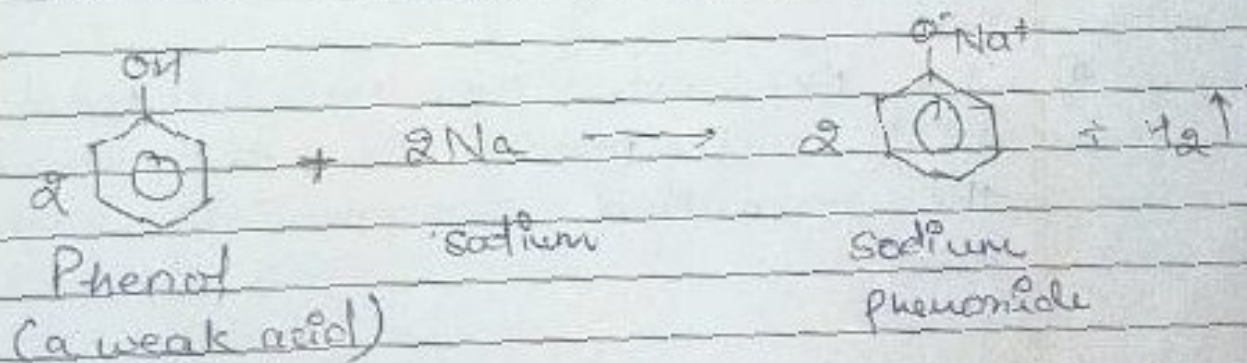 OH O⁻Na⁺
2 + 2Na → 2 + H2↑
Phenol sodium sodium
(a weak acid) phenoxide